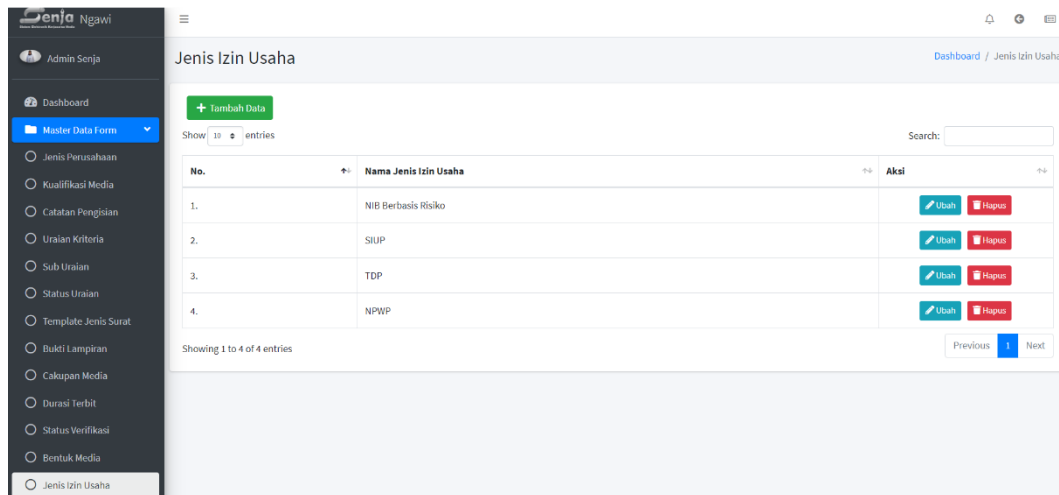 Senja Ngawi
Admin Senja
Dashboard
Master Data Form
Jenis Perusahaan
Kualifikasi Media
Catatan Pengisian
Uraian Kriteria
Sub Uraian
Status Uraian
Template Jenis Surat
Bukti Lampiran
Cakupan Media
Durasi Terbit
Status Verifikasi
Bentuk Media
Jenis Izin Usaha
Jenis Izin Usaha
Dashboard / Jenis Izin Usaha
+ Tambah Data
Show 10 entries
Search:
No. Nama Jenis Izin Usaha Aksi
1. NIB Berbasis Risiko Ubah Hapus
2. SIUP Ubah Hapus
3. TDP Ubah Hapus
4. NPWP Ubah Hapus
Showing 1 to 4 of 4 entries
Previous 1 Next